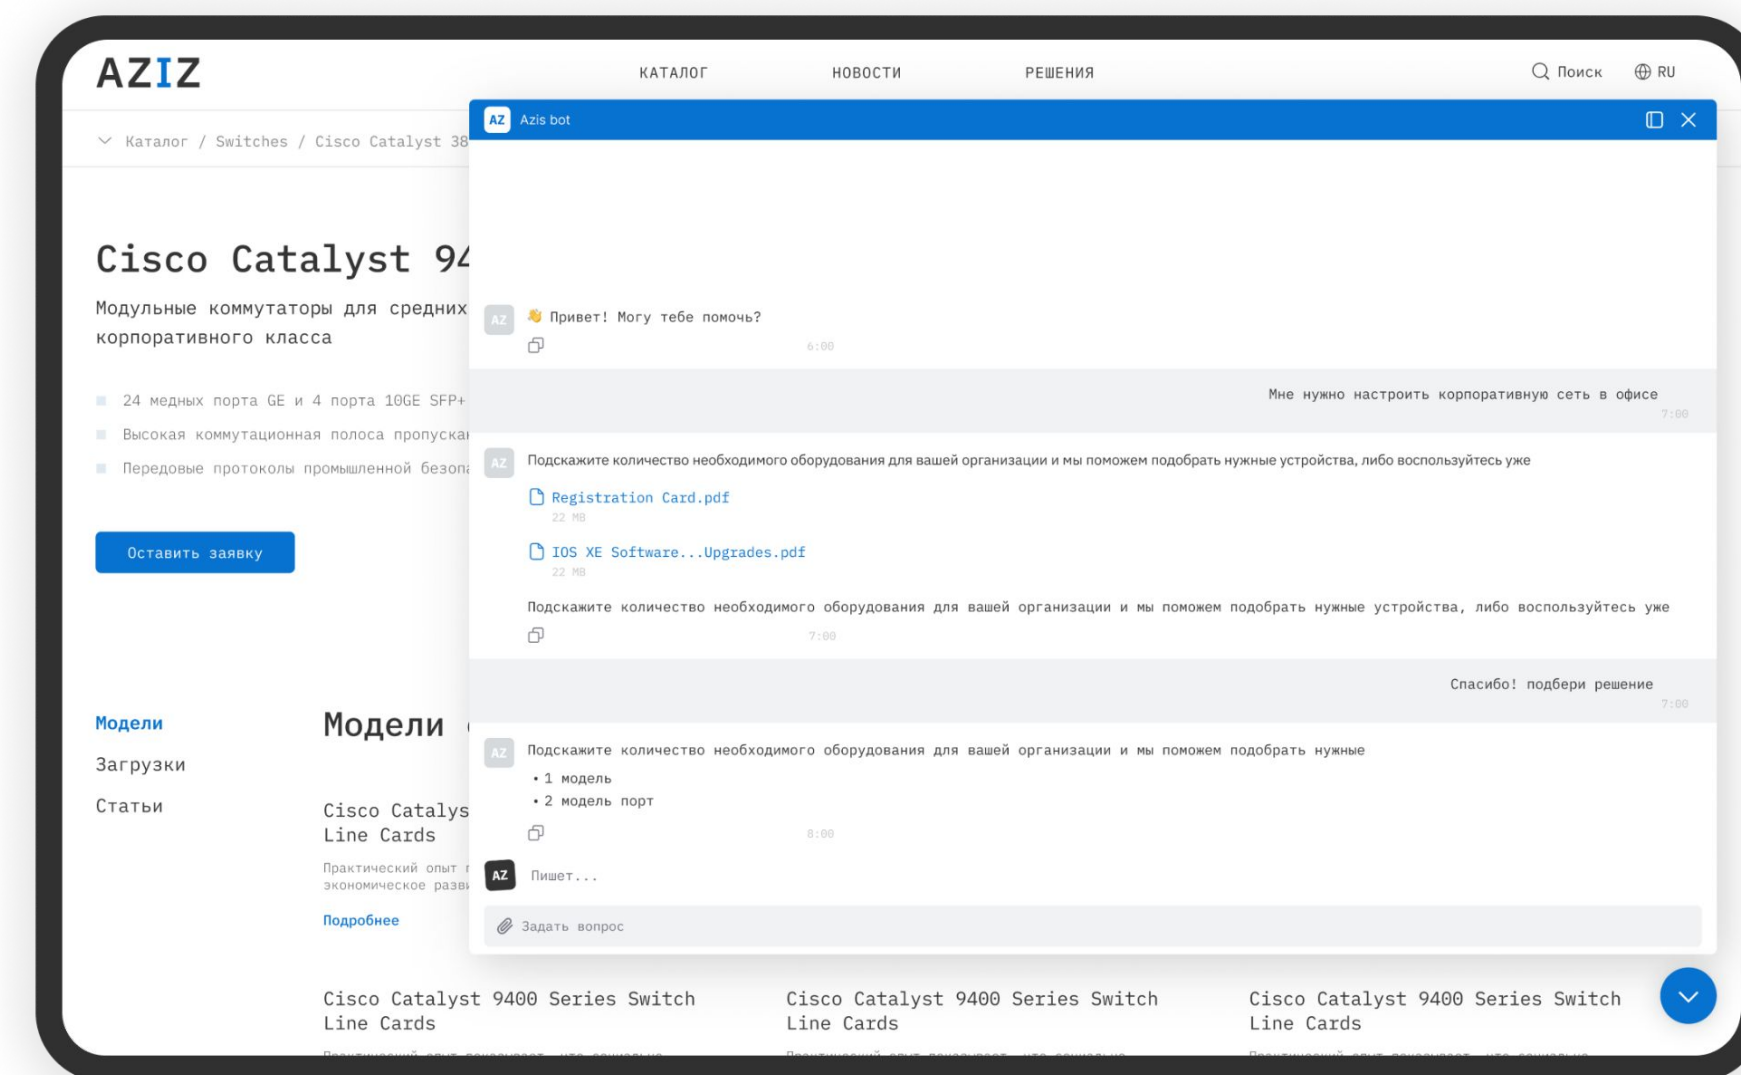 AZIZ
КАТАЛОГ
НОВОСТИ
РЕШЕНИЯ
Поиск
RU
Каталог / Switches / Cisco Catalyst 38
Cisco Catalyst 94
Модульные коммутаторы для средних
корпоративного класса
24 медных порта GE и 4 порта 10GE SFP+
Высокая коммутационная полоса пропускан
Передовые протоколы промышленной безопа
Оставить заявку
Модели
Загрузки
Статьи
Модели
Cisco Catalys
Line Cards
Практический опыт
экономическое разви
Подробнее
AZ Azis bot
AZ
👋 Привет! Могу тебе помочь?
6:00
Мне нужно настроить корпоративную сеть в офисе
7:00
AZ
Подскажите количество необходимого оборудования для вашей организации и мы поможем подобрать нужные устройства, либо воспользуйтесь уже
Registration Card.pdf
22 MB
IOS XE Software...Upgrades.pdf
22 MB
Подскажите количество необходимого оборудования для вашей организации и мы поможем подобрать нужные устройства, либо воспользуйтесь уже
7:00
Спасибо! подбери решение
7:00
AZ
Подскажите количество необходимого оборудования для вашей организации и мы поможем подобрать нужные
• 1 модель
• 2 модель порт
8:00
AZ Пишет...
Задать вопрос
Cisco Catalyst 9400 Series Switch
Line Cards
Cisco Catalyst 9400 Series Switch
Line Cards
Cisco Catalyst 9400 Series Switch
Line Cards